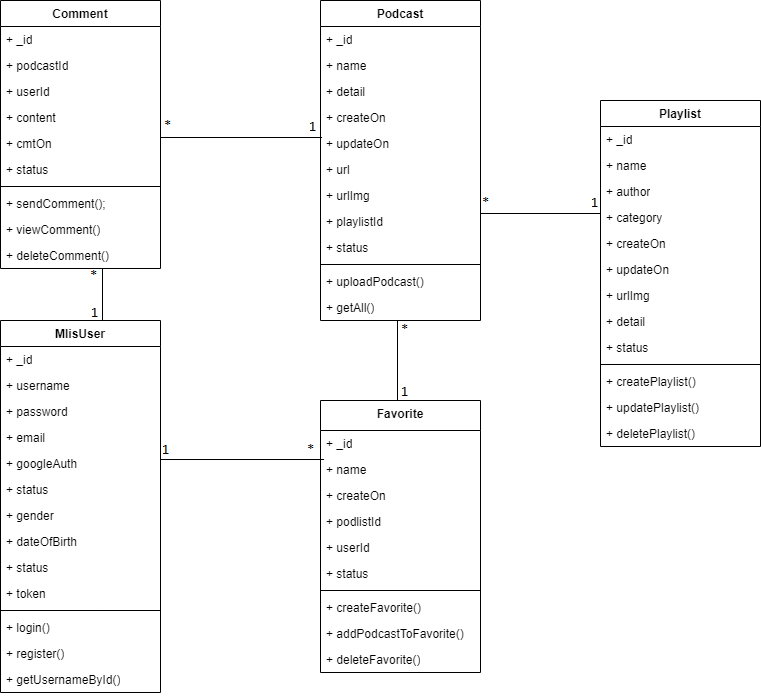 Comment
+ _id
+ podcastId
+ userId
+ content
+ cmtOn
+ status
+ sendComment();
+ viewComment()
+ deleteComment()
*
1
*
1
Podcast
+ _id
+ name
+ detail
+ createOn
+ updateOn
+ url
+ urlImg
+ playlistId
+ status
+ uploadPodcast()
+ getAll()
*
1
*
1
Playlist
+ _id
+ name
+ author
+ category
+ createOn
+ updateOn
+ urlImg
+ detail
+ status
+ createPlaylist()
+ updatePlaylist()
+ deletePlaylist()
MlisUser
+ _id
+ username
+ password
+ email
+ googleAuth
+ status
+ gender
+ dateOfBirth
+ status
+ token
+ login()
+ register()
+ getUsernameById()
1
*
Favorite
+ _id
+ name
+ createOn
+ podlistId
+ userId
+ status
+ createFavorite()
+ addPodcastToFavorite()
+ deleteFavorite()